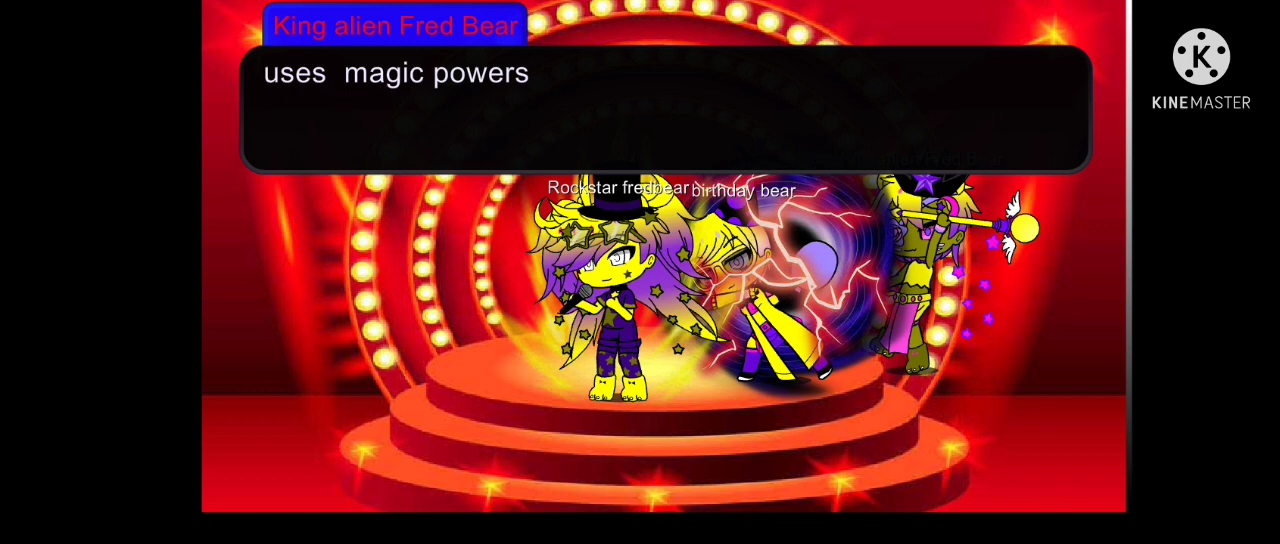 King alien Fred Bear
uses magic powers
K
KINEMASTER
Rockstar fredbear
birthday bear